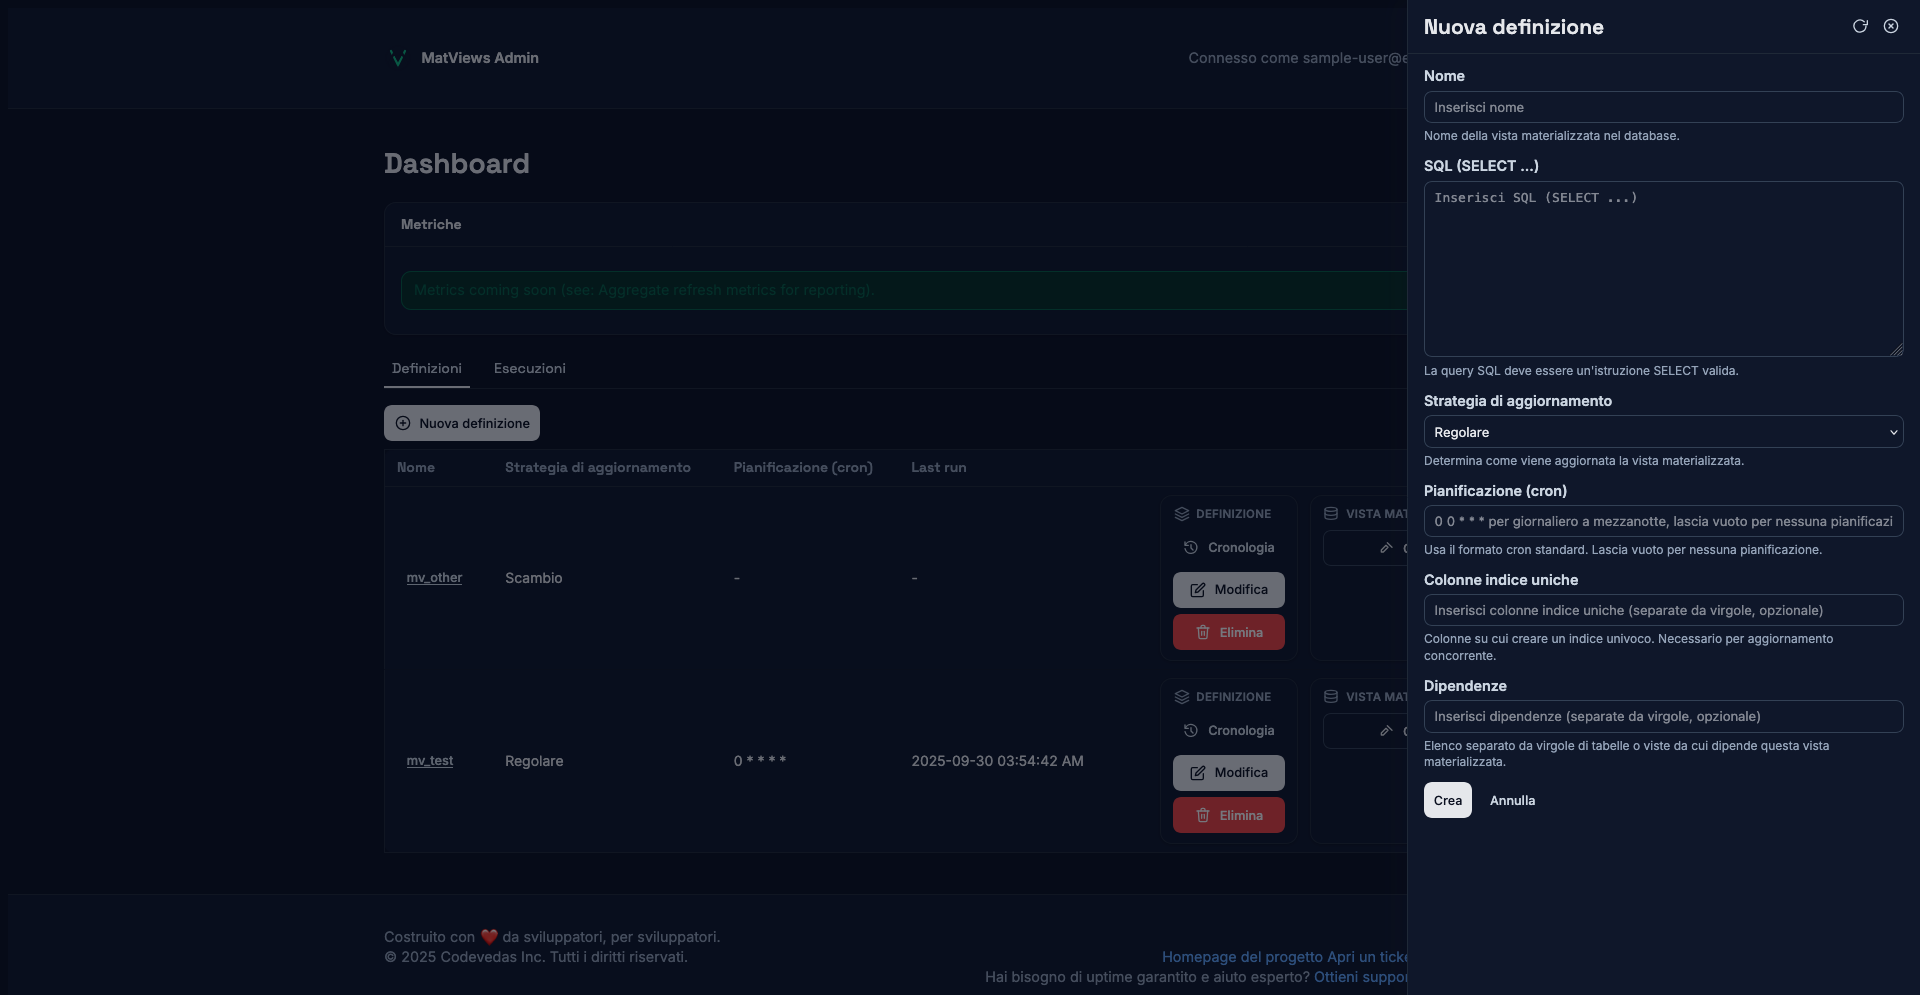 MatViews Admin
Connesso come sample-user@e
Dashboard
Metriche
Metrics coming soon (see: Aggregate refresh metrics for reporting).
Definizioni
Esecuzioni
Nuova definizione
Nome
Strategia di aggiornamento
Pianificazione (cron)
Last run
mv_other
Scambio
-
-
DEFINIZIONE
Cronologia
Modifica
Elimina
VISTA MAT
mv_test
Regolare
0 * * * *
2025-09-30 03:54:42 AM
DEFINIZIONE
Cronologia
Modifica
Elimina
VISTA MAT
Costruito con ❤️ da sviluppatori, per sviluppatori.
© 2025 Codevedas Inc. Tutti i diritti riservati.
Homepage del progetto Apri un ticke
Hai bisogno di uptime garantito e aiuto esperto? Ottieni suppor
Nuova definizione
Nome
Inserisci nome
Nome della vista materializzata nel database.
SQL (SELECT ...)
Inserisci SQL (SELECT ...)
La query SQL deve essere un'istruzione SELECT valida.
Strategia di aggiornamento
Regolare
Determina come viene aggiornata la vista materializzata.
Pianificazione (cron)
0 0 * * * per giornaliero a mezzanotte, lascia vuoto per nessuna pianificazi
Usa il formato cron standard. Lascia vuoto per nessuna pianificazione.
Colonne indice uniche
Inserisci colonne indice uniche (separate da virgole, opzionale)
Colonne su cui creare un indice univoco. Necessario per aggiornamento
concorrente.
Dipendenze
Inserisci dipendenze (separate da virgole, opzionale)
Elenco separato da virgole di tabelle o viste da cui dipende questa vista
materializzata.
Crea
Annulla